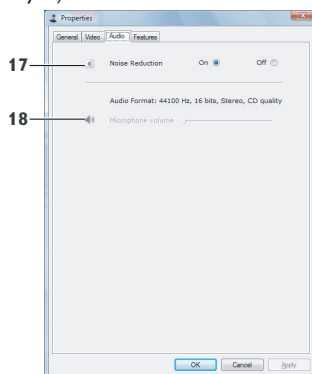 Properties
General Video Audio Features
17 Noise Reduction On Off
Audio Format: 44100 Hz, 16 bits, Stereo, CD quality
18 Microphone volume
OK Cancel Apply